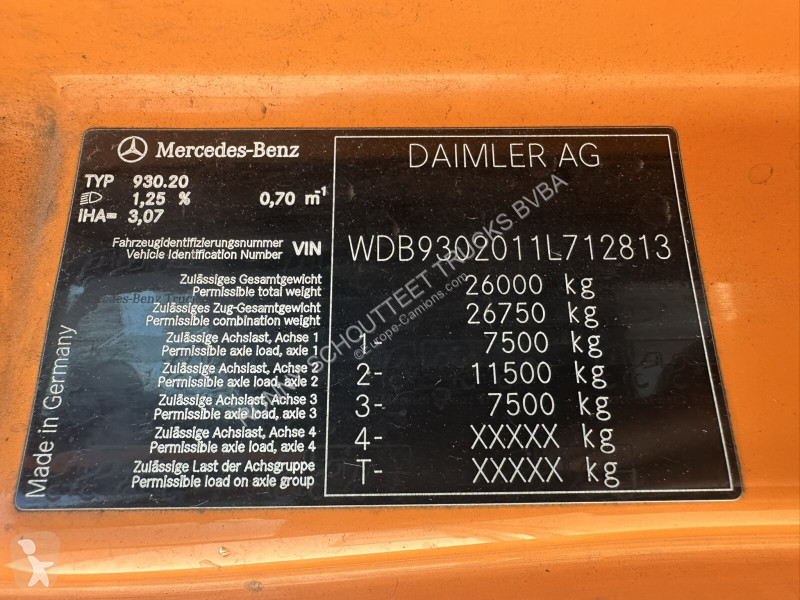 Mercedes-Benz
DAIMLER AG
TYP 930.20
1,25 % 0,70 m-1
IHA= 3,07
Fahrzeugidentifizierungsnummer
Vehicle Identification Number VIN WDB9302011L712813
Zulässiges Gesamtgewicht
Permissible total weight 26000 kg
Zulässiges Zug-Gesamtgewicht
Permissible combination weight 26750 kg
Zulässige Achslast, Achse 1
Permissible axle load, axle 1 1- 7500 kg
Zulässige Achslast, Achse 2
Permissible axle load, axle 2 2- 11500 kg
Zulässige Achslast, Achse 3
Permissible axle load, axle 3 3- 7500 kg
Zulässige Achslast, Achse 4
Permissible axle load, axle 4 4- XXXXX kg
Zulässige Last der Achsgruppe
Permissible load on axle group T- XXXXX kg
Made in Germany
SCHOUTTEET TRUCKS BVBA
© Europe-Camions.com